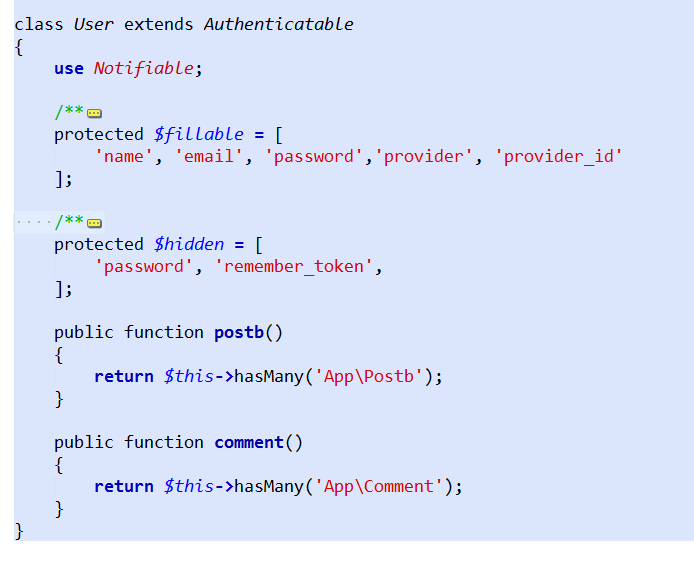 class User extends Authenticatable
{
    use Notifiable;
    /**
    protected $fillable = [
        'name', 'email', 'password','provider', 'provider_id'
    ];
    /**
    protected $hidden = [
        'password', 'remember_token',
    ];
    public function postb()
    {
        return $this->hasMany('App\Postb');
    }
    public function comment()
    {
        return $this->hasMany('App\Comment');
    }
}